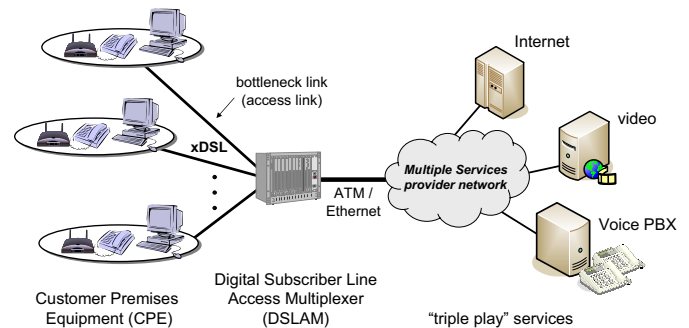 Internet
bottleneck link
(access link)
video
xDSL
Multiple Services
provider network
ATM /
Ethernet
Voice PBX
Customer Premises
Equipment (CPE)
Digital Subscriber Line
Access Multiplexer
(DSLAM)
“triple play” services